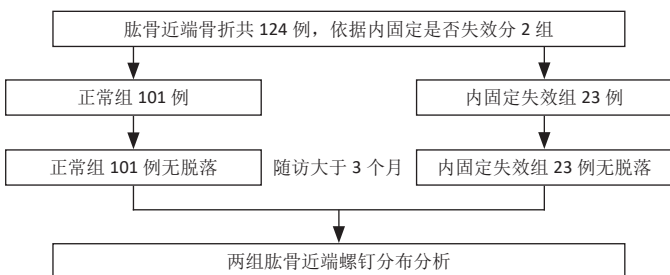 肱骨近端骨折共 124 例，依据内固定是否失效分 2 组
正常组 101 例
内固定失效组 23 例
正常组 101 例无脱落
随访大于 3 个月
内固定失效组 23 例无脱落
两组肱骨近端螺钉分布分析